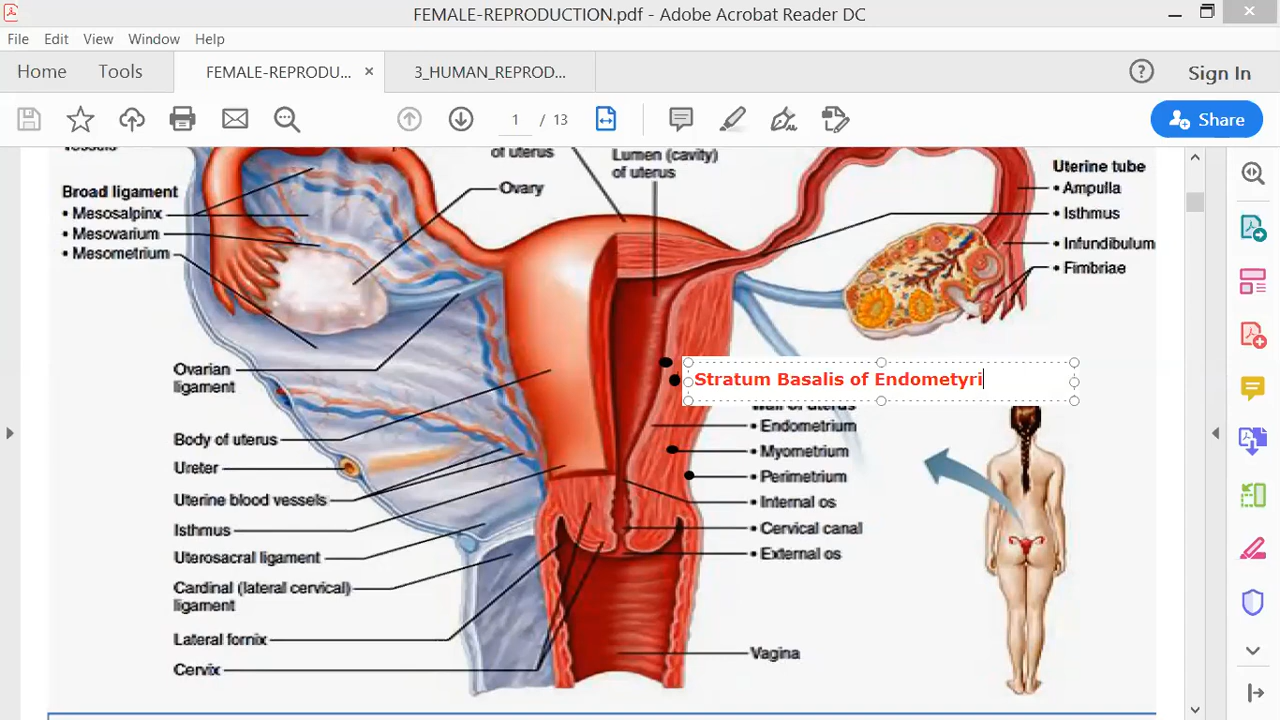 FEMALE-REPRODUCTION.pdf - Adobe Acrobat Reader DC
File Edit View Window Help
Home Tools FEMALE-REPRODU... × 3_HUMAN_REPROD... ? Sign In
1 / 13 Share
of uterus
Lumen (cavity)
of uterus
Uterine tube
Broad ligament
• Mesosalpinx
• Mesovarium
• Mesometrium
Ovary
• Ampulla
• Isthmus
• Infundibulum
• Fimbriae
Ovarian
ligament
Stratum Basalis of Endometyri
Wall of uterus
• Endometrium
• Myometrium
• Perimetrium
• Internal os
• Cervical canal
• External os
Body of uterus
Ureter
Uterine blood vessels
Isthmus
Uterosacral ligament
Cardinal (lateral cervical)
ligament
Lateral fornix
Cervix
Vagina